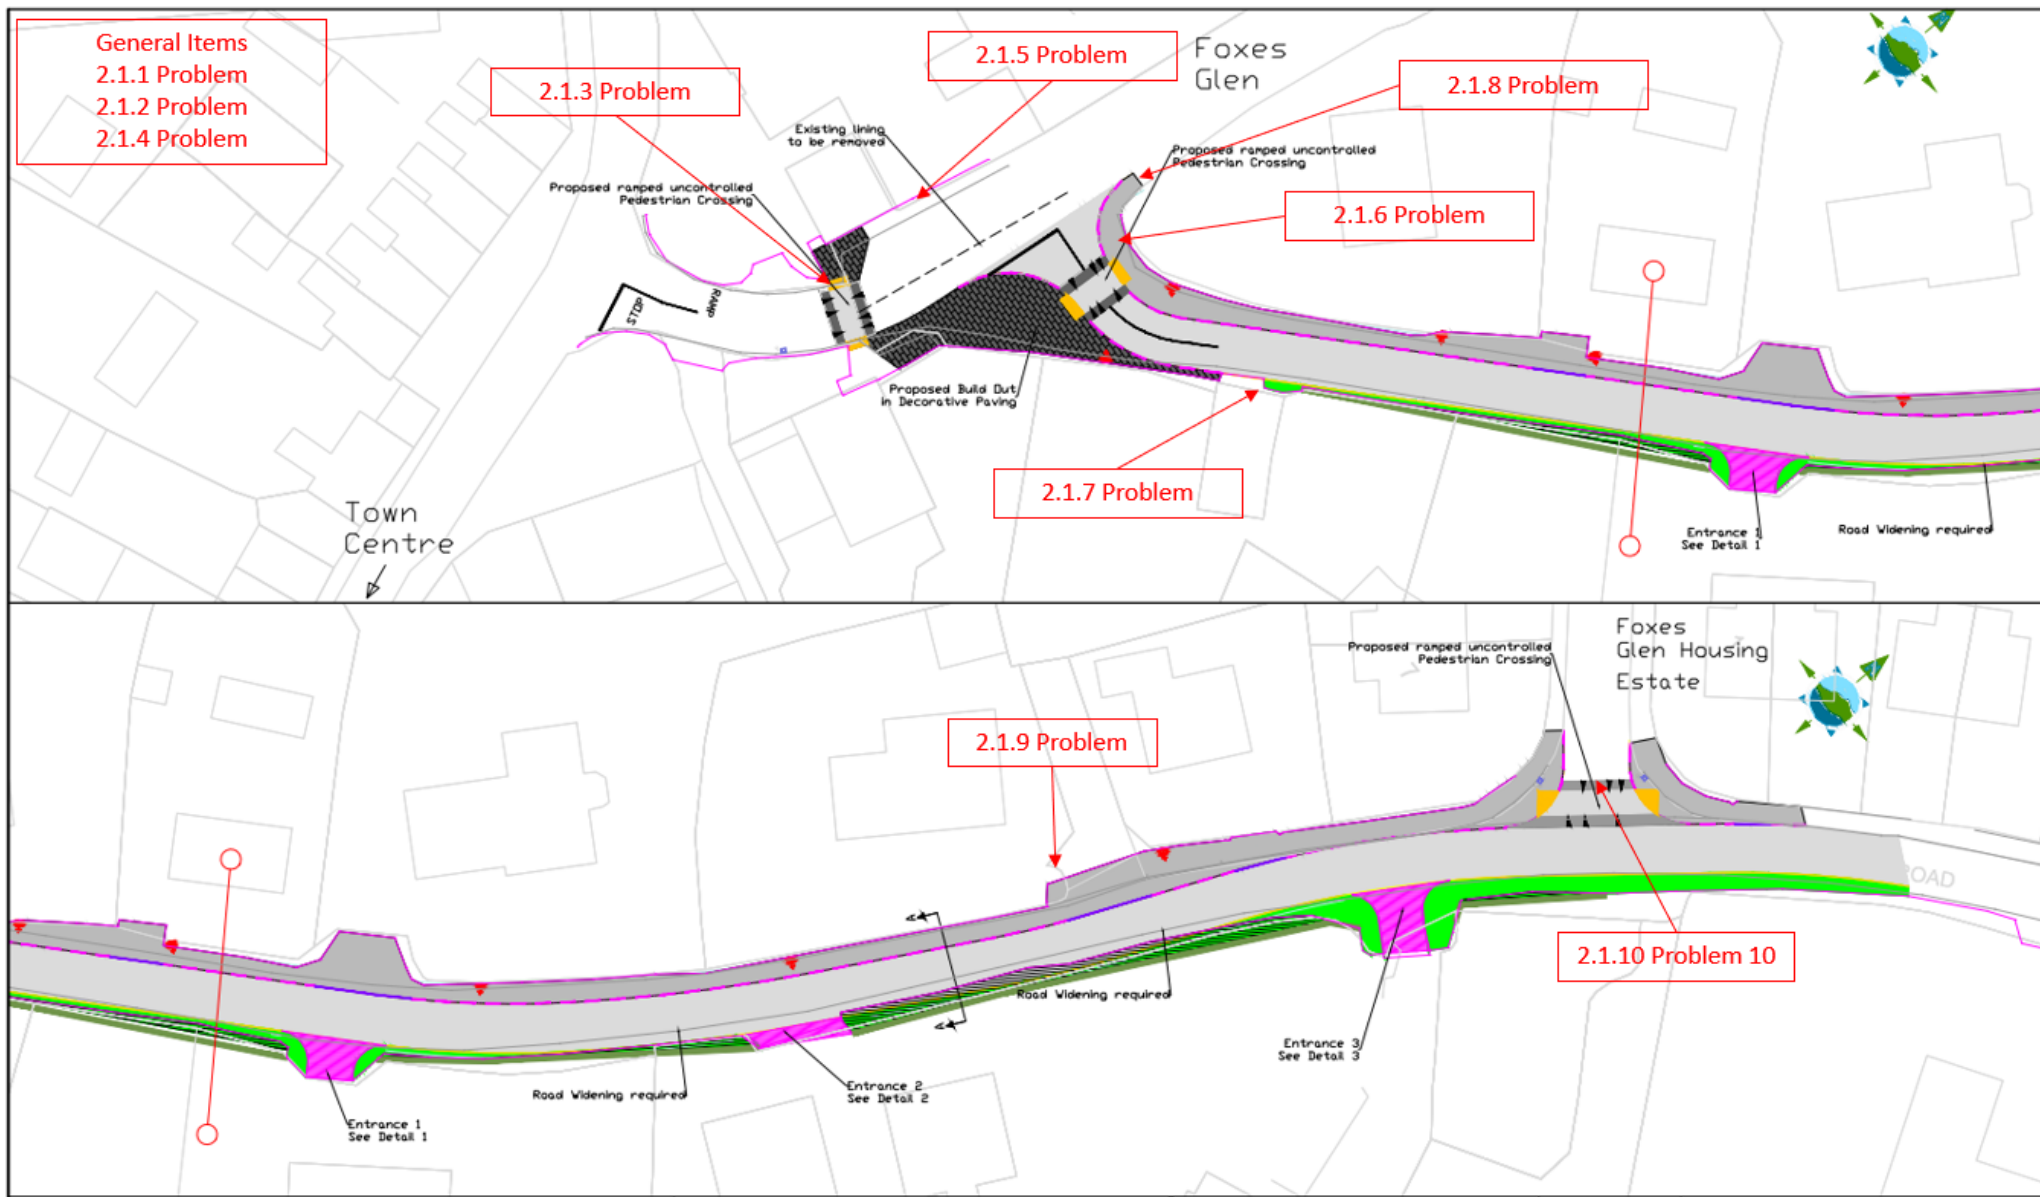 General Items
2.1.1 Problem
2.1.2 Problem
2.1.4 Problem
2.1.3 Problem
2.1.5 Problem
Foxes
Glen
2.1.8 Problem
Existing lining
to be removed
Proposed ramped uncontrolled
Pedestrian Crossing
Proposed ramped uncontrolled
Pedestrian Crossing
2.1.6 Problem
STOP
RAMP
Proposed Build Out
in Decorative Paving
2.1.7 Problem
Town
Centre
Entrance 1
See Detail 1
Road Widening required
Foxes
Glen Housing
Estate
Proposed ramped uncontrolled
Pedestrian Crossing
2.1.9 Problem
ROAD
2.1.10 Problem 10
Road Widening required
Entrance 3
See Detail 3
Road Widening required
Entrance 2
See Detail 2
Entrance 1
See Detail 1
A
A